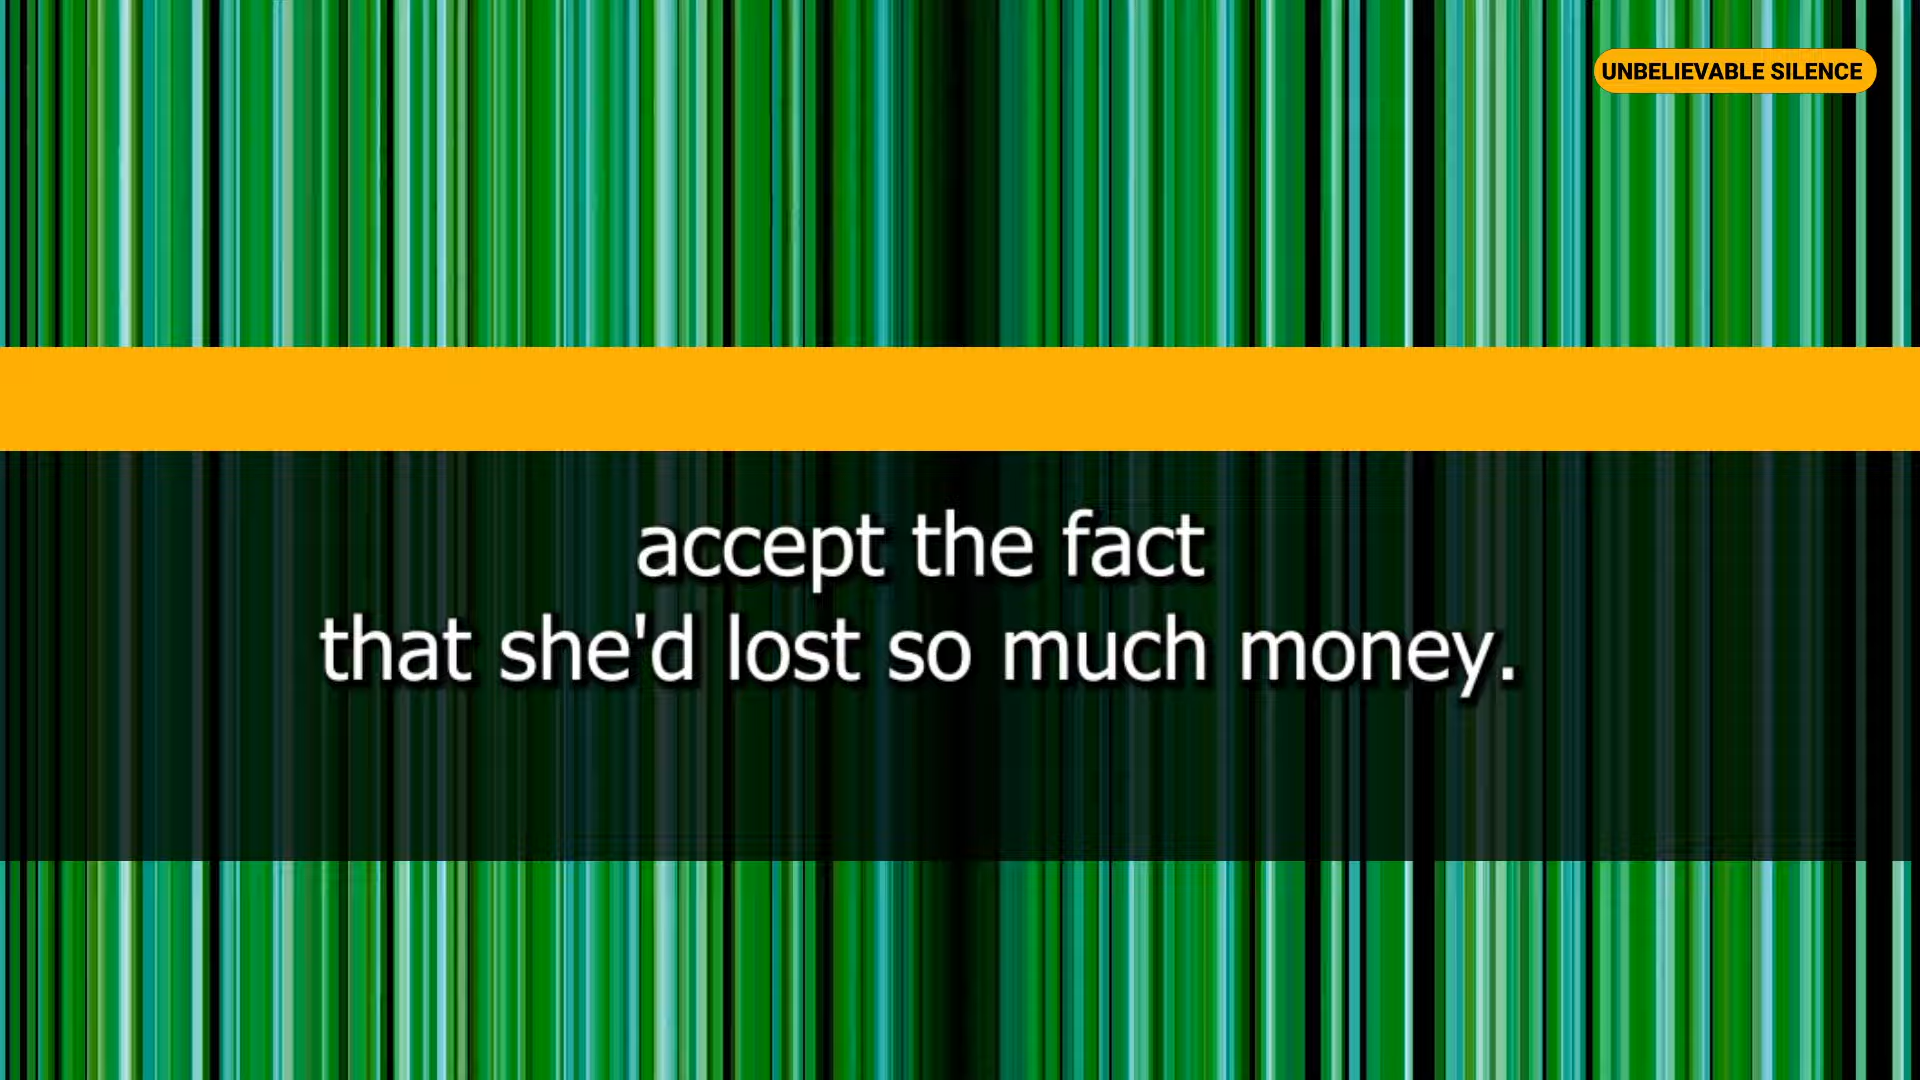 UNBELIEVABLE SILENCE
accept the fact
that she'd lost so much money.